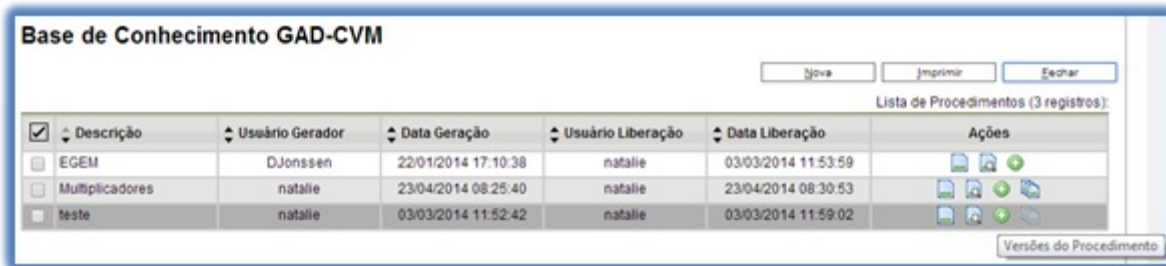 Base de Conhecimento GAD-CVM
Nova Imprimir Fechar
Lista de Procedimentos (3 registros):
Descrição Usuário Gerador Data Geração Usuário Liberação Data Liberação Ações
EGEM DJonssen 22/01/2014 17:10:38 natalie 03/03/2014 11:53:59
Multiplicadores natalie 23/04/2014 08:25:40 natalie 23/04/2014 08:30:53
teste natalie 03/03/2014 11:52:42 natalie 03/03/2014 11:59:02
Versões do Procedimento